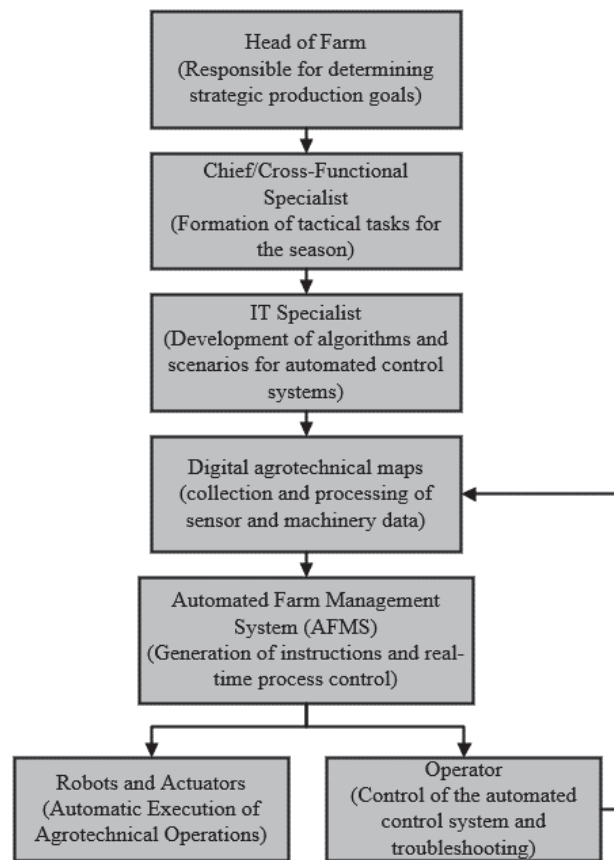 Head of Farm
(Responsible for determining
strategic production goals)
Chief/Cross-Functional
Specialist
(Formation of tactical tasks for
the season)
IT Specialist
(Development of algorithms and
scenarios for automated control
systems)
Digital agrotechnical maps
(collection and processing of
sensor and machinery data)
Automated Farm Management
System (AFMS)
(Generation of instructions and real-
time process control)
Robots and Actuators
(Automatic Execution of
Agrotechnical Operations)
Operator
(Control of the automated
control system and
troubleshooting)